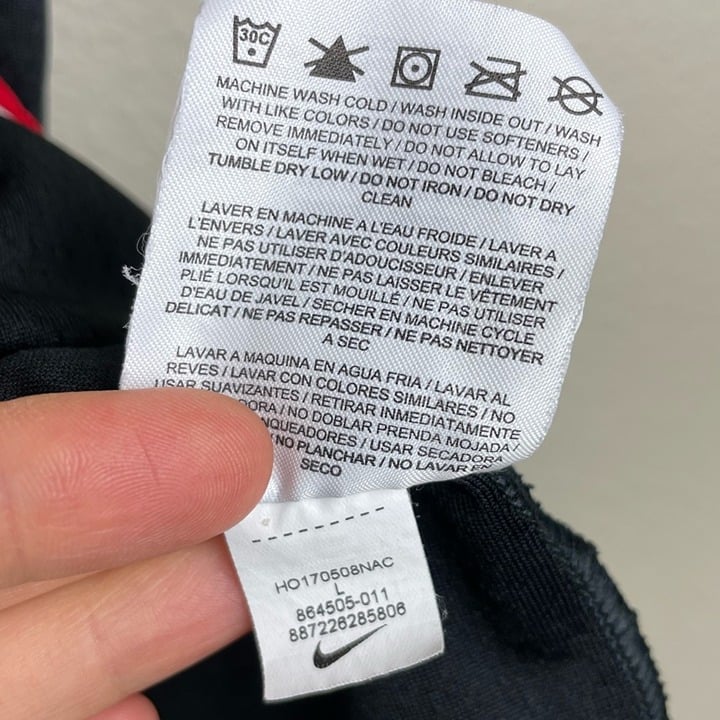 30C
MACHINE WASH COLD / WASH INSIDE OUT / WASH
WITH LIKE COLORS / DO NOT USE SOFTENERS /
REMOVE IMMEDIATELY / DO NOT ALLOW TO LAY
ON ITSELF WHEN WET / DO NOT BLEACH /
TUMBLE DRY LOW / DO NOT IRON / DO NOT DRY
CLEAN
LAVER EN MACHINE A L'EAU FROIDE / LAVER A
L'ENVERS / LAVER AVEC COULEURS SIMILAIRES /
NE PAS UTILISER D'ADOUCISSEUR / ENLEVER
IMMEDIATEMENT / NE PAS LAISSER LE VÊTEMENT
PLIÉ LORSQU'IL EST MOUILLÉ / NE PAS UTILISER
D'EAU DE JAVEL / SECHER EN MACHINE CYCLE
DELICAT / NE PAS REPASSER / NE PAS NETTOYER
A SEC
LAVAR A MAQUINA EN AGUA FRIA / LAVAR AL
REVES / LAVAR CON COLORES SIMILARES / NO
USAR SUAVIZANTES / RETIRAR INMEDIATAMENTE
/ NO DOBLAR PRENDA MOJADA
/ USAR SECADORA
/ NO PLANCHAR / NO LAVAR EN
SECO
HO170508NAC
L
864505-011
887226285806